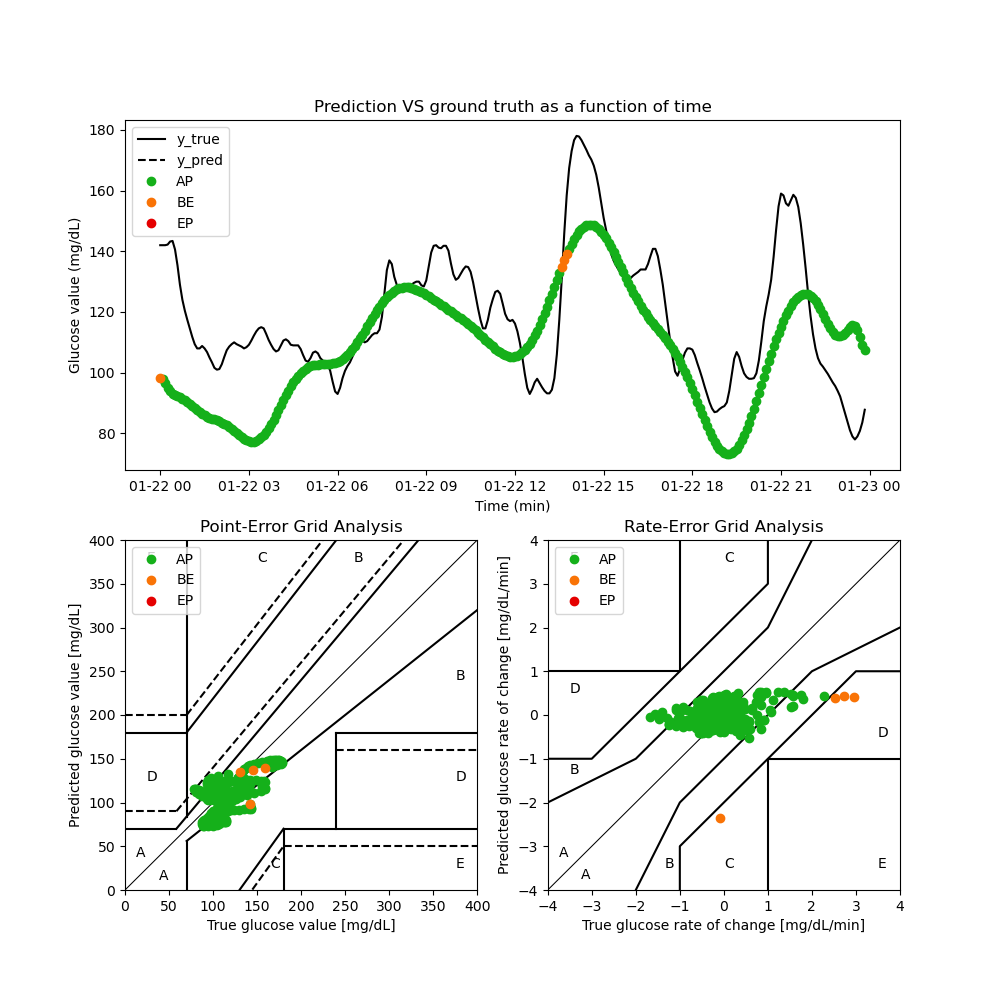 Prediction VS ground truth as a function of time
Glucose value (mg/dL)
180
160
140
120
100
80
y_true
y_pred
AP
BE
EP
01-22 00 01-22 03 01-22 06 01-22 09 01-22 12 01-22 15 01-22 18 01-22 21 01-23 00
Time (min)
Point-Error Grid Analysis
Predicted glucose value [mg/dL]
400
350
300
250
200
150
100
50
0
AP
BE
EP
C
B
B
D
D
A
A
C
E
0 50 100 150 200 250 300 350 400
True glucose value [mg/dL]
Rate-Error Grid Analysis
Predicted glucose rate of change [mg/dL/min]
4
3
2
1
0
−1
−2
−3
−4
AP
BE
EP
C
D
D
B
A
A
B
C
E
−4 −3 −2 −1 0 1 2 3 4
True glucose rate of change [mg/dL/min]